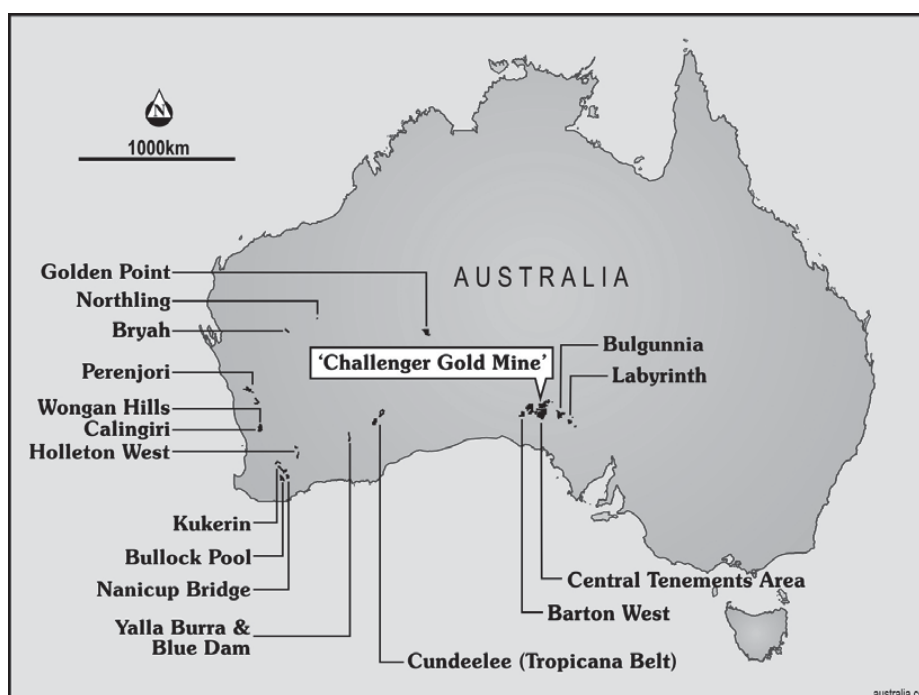 N
1000km
AUSTRALIA
Golden Point
Northling
Bryah
'Challenger Gold Mine'
Bulgunnia
Labyrinth
Perenjori
Wongan Hills
Calingiri
Holleton West
Kukerin
Bullock Pool
Nanicup Bridge
Yalla Burra &
Blue Dam
Central Tenements Area
Barton West
Cundeelee (Tropicana Belt)